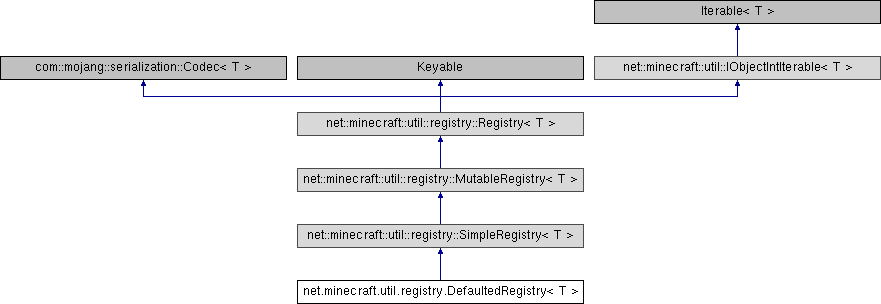 Iterable< T >
com::mojang::serialization::Codec< T >
Keyable
net::minecraft::util::IObjectIntIterable< T >
net::minecraft::util::registry::Registry< T >
net::minecraft::util::registry::MutableRegistry< T >
net::minecraft::util::registry::SimpleRegistry< T >
net.minecraft.util.registry.DefaultedRegistry< T >